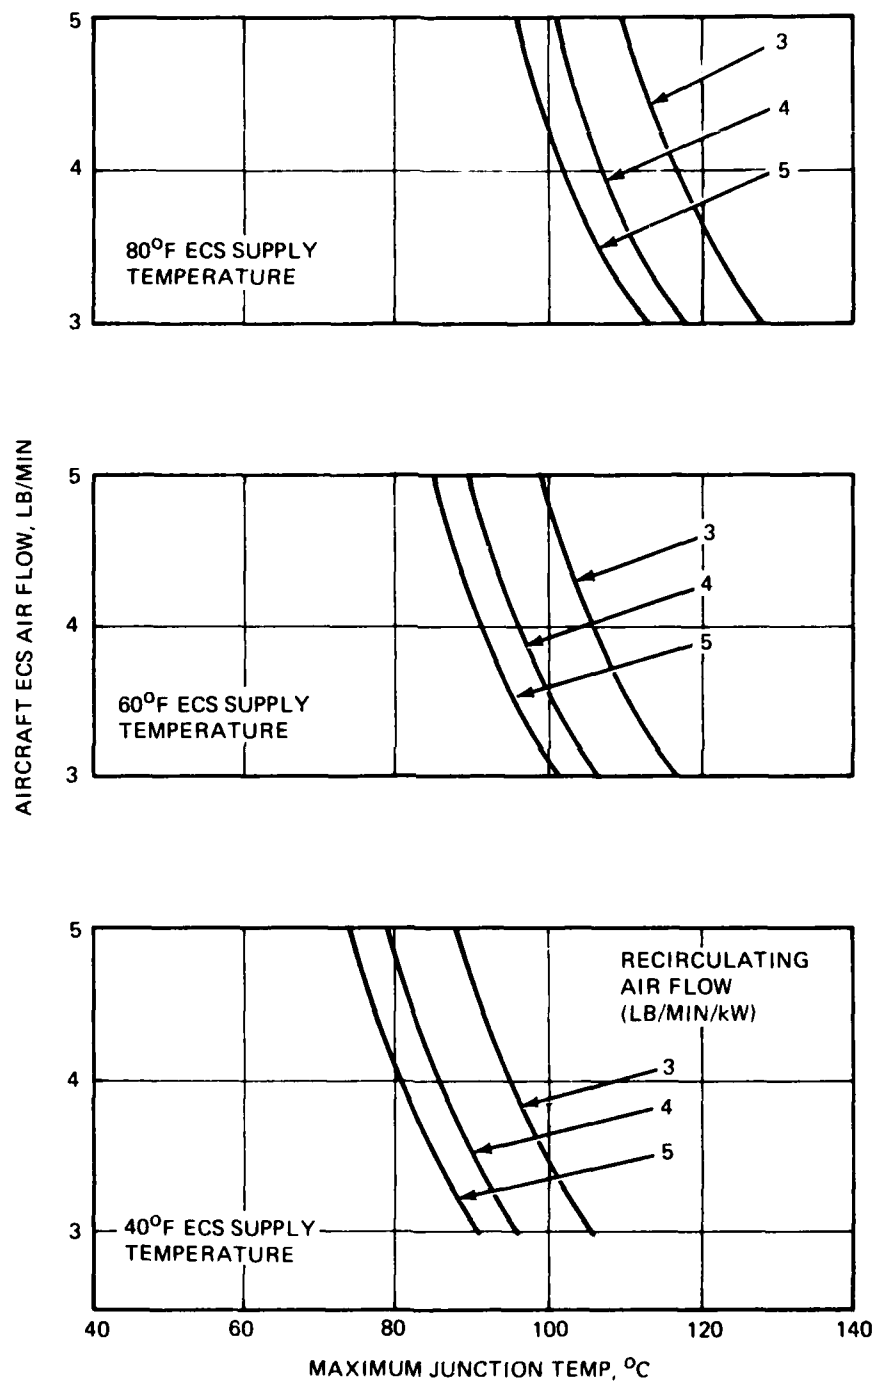 5
4
3
80°F ECS SUPPLY
TEMPERATURE
3
4
5
AIRCRAFT ECS AIR FLOW, LB/MIN
5
4
3
60°F ECS SUPPLY
TEMPERATURE
3
4
5
5
4
3
RECIRCULATING
AIR FLOW
(LB/MIN/kW)
3
4
5
40°F ECS SUPPLY
TEMPERATURE
40 60 80 100 120 140
MAXIMUM JUNCTION TEMP, °C